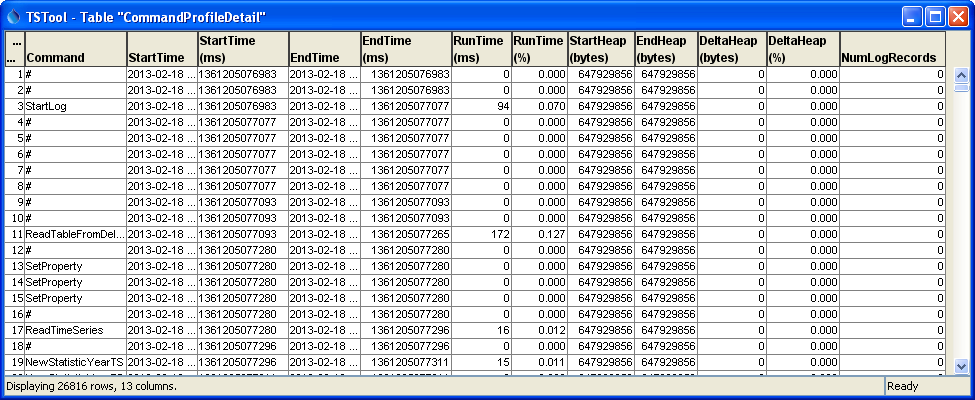 TSTool - Table "CommandProfileDetail"
... StartTime EndTime RunTime RunTime StartHeap EndHeap DeltaHeap DeltaHeap
... Command StartTime (ms) EndTime (ms) (ms) (%) (bytes) (bytes) (bytes) (%) NumLogRecords
1 # 2013-02-18 ... 1361205076983 2013-02-18 ... 1361205076983 0 0.000 647929856 647929856 0 0.000 0
2 # 2013-02-18 ... 1361205076983 2013-02-18 ... 1361205076983 0 0.000 647929856 647929856 0 0.000 0
3 StartLog 2013-02-18 ... 1361205076983 2013-02-18 ... 1361205077077 94 0.070 647929856 647929856 0 0.000 0
4 # 2013-02-18 ... 1361205077077 2013-02-18 ... 1361205077077 0 0.000 647929856 647929856 0 0.000 0
5 # 2013-02-18 ... 1361205077077 2013-02-18 ... 1361205077077 0 0.000 647929856 647929856 0 0.000 0
6 # 2013-02-18 ... 1361205077077 2013-02-18 ... 1361205077077 0 0.000 647929856 647929856 0 0.000 0
7 # 2013-02-18 ... 1361205077077 2013-02-18 ... 1361205077077 0 0.000 647929856 647929856 0 0.000 0
8 # 2013-02-18 ... 1361205077077 2013-02-18 ... 1361205077077 0 0.000 647929856 647929856 0 0.000 0
9 # 2013-02-18 ... 1361205077093 2013-02-18 ... 1361205077093 0 0.000 647929856 647929856 0 0.000 0
10 # 2013-02-18 ... 1361205077093 2013-02-18 ... 1361205077093 0 0.000 647929856 647929856 0 0.000 0
11 ReadTableFromDel... 2013-02-18 ... 1361205077093 2013-02-18 ... 1361205077265 172 0.127 647929856 647929856 0 0.000 0
12 # 2013-02-18 ... 1361205077280 2013-02-18 ... 1361205077280 0 0.000 647929856 647929856 0 0.000 0
13 SetProperty 2013-02-18 ... 1361205077280 2013-02-18 ... 1361205077280 0 0.000 647929856 647929856 0 0.000 0
14 SetProperty 2013-02-18 ... 1361205077280 2013-02-18 ... 1361205077280 0 0.000 647929856 647929856 0 0.000 0
15 SetProperty 2013-02-18 ... 1361205077280 2013-02-18 ... 1361205077280 0 0.000 647929856 647929856 0 0.000 0
16 # 2013-02-18 ... 1361205077280 2013-02-18 ... 1361205077280 0 0.000 647929856 647929856 0 0.000 0
17 ReadTimeSeries 2013-02-18 ... 1361205077280 2013-02-18 ... 1361205077296 16 0.012 647929856 647929856 0 0.000 0
18 # 2013-02-18 ... 1361205077296 2013-02-18 ... 1361205077296 0 0.000 647929856 647929856 0 0.000 0
19 NewStatisticYearTS 2013-02-18 ... 1361205077296 2013-02-18 ... 1361205077311 15 0.011 647929856 647929856 0 0.000 0
Displaying 26816 rows, 13 columns. Ready